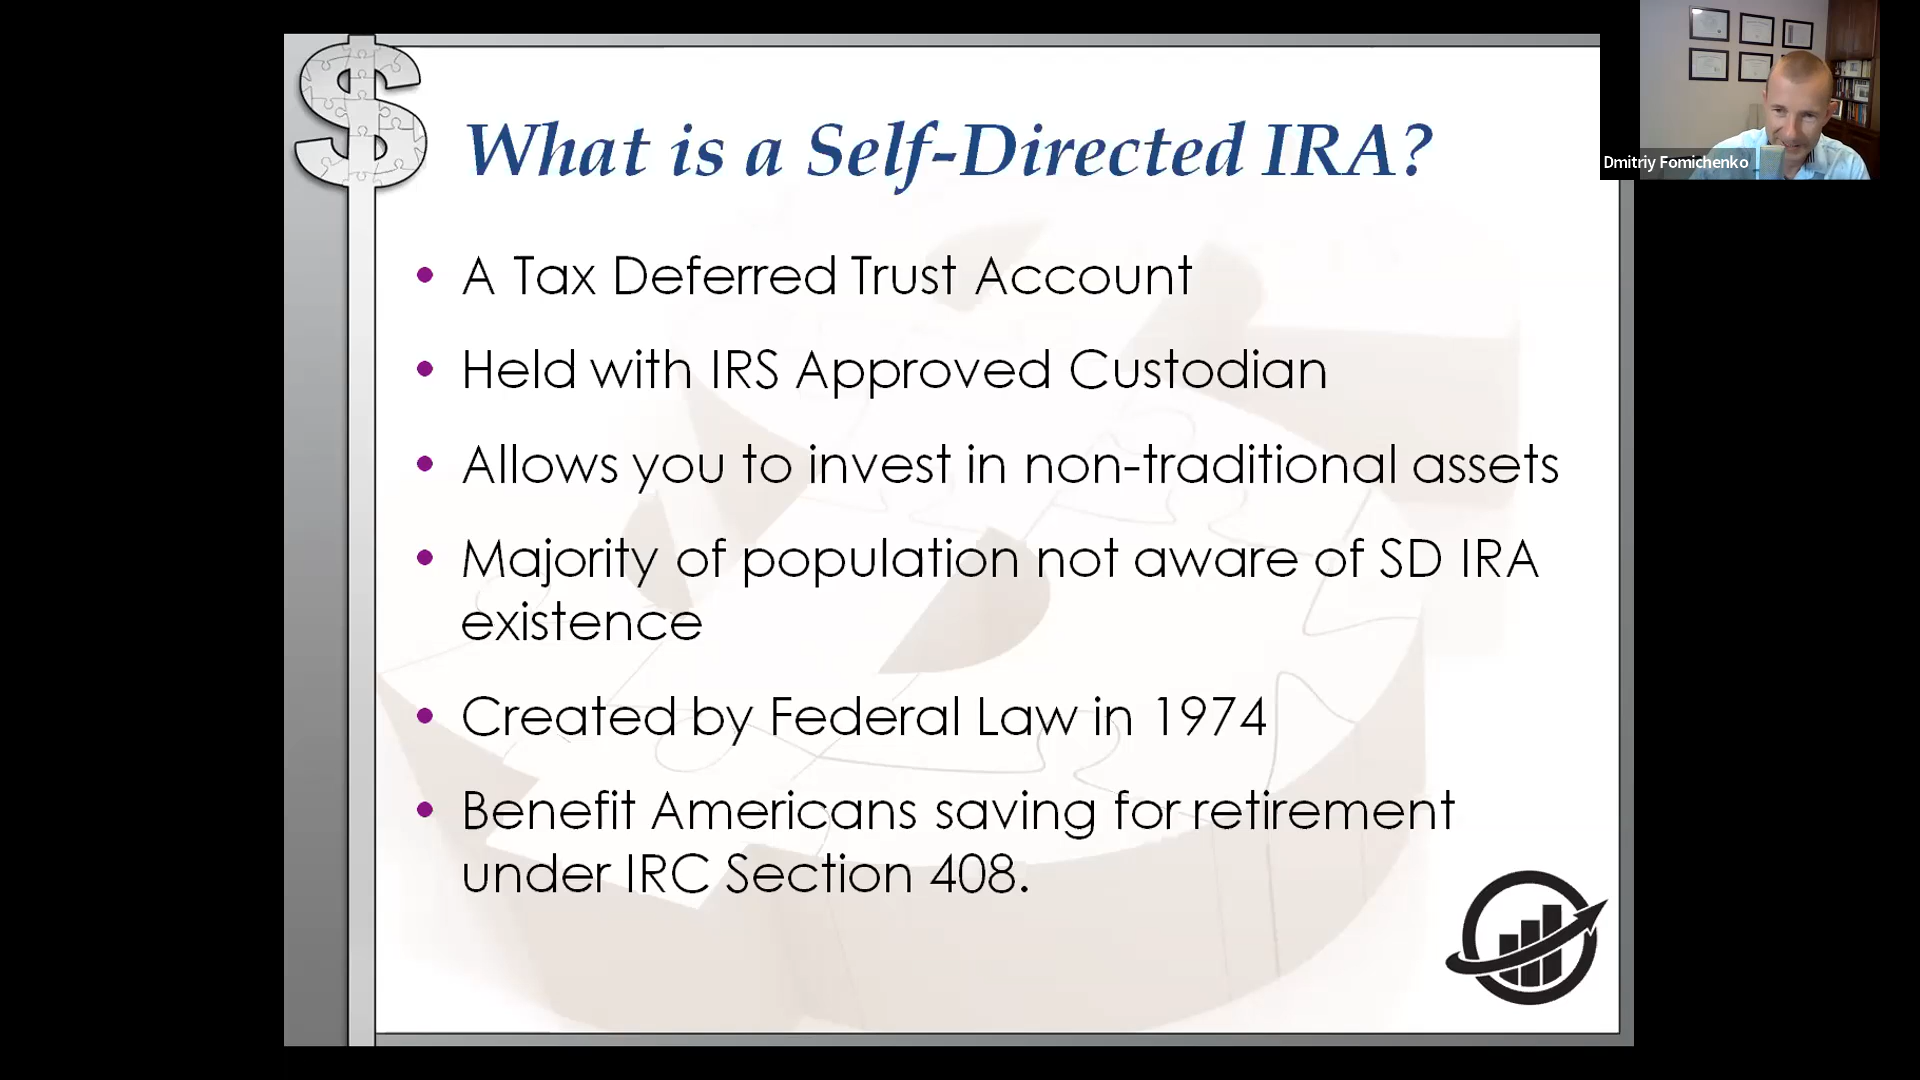 What is a Self-Directed IRA?
Dmitriy Fomichenko
• A Tax Deferred Trust Account
• Held with IRS Approved Custodian
• Allows you to invest in non-traditional assets
• Majority of population not aware of SD IRA
existence
• Created by Federal Law in 1974
• Benefit Americans saving for retirement
under IRC Section 408.